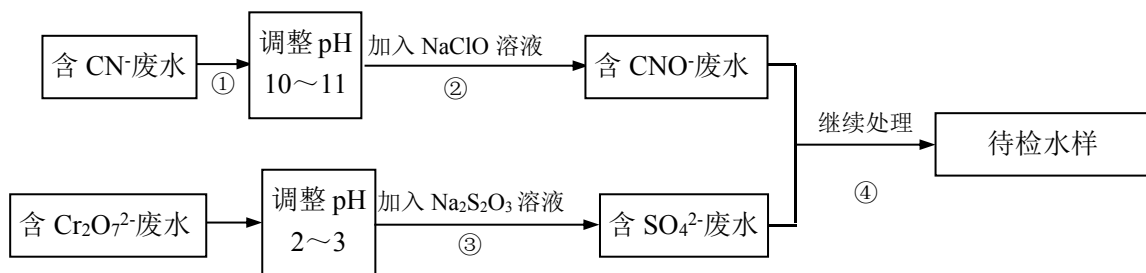 含 CN⁻废水
①
调整 pH
10～11
加入 NaClO 溶液
②
含 CNO⁻废水
继续处理
④
待检水样
含 Cr₂O₇²⁻废水
调整 pH
2～3
加入 Na₂S₂O₃ 溶液
③
含 SO₄²⁻废水